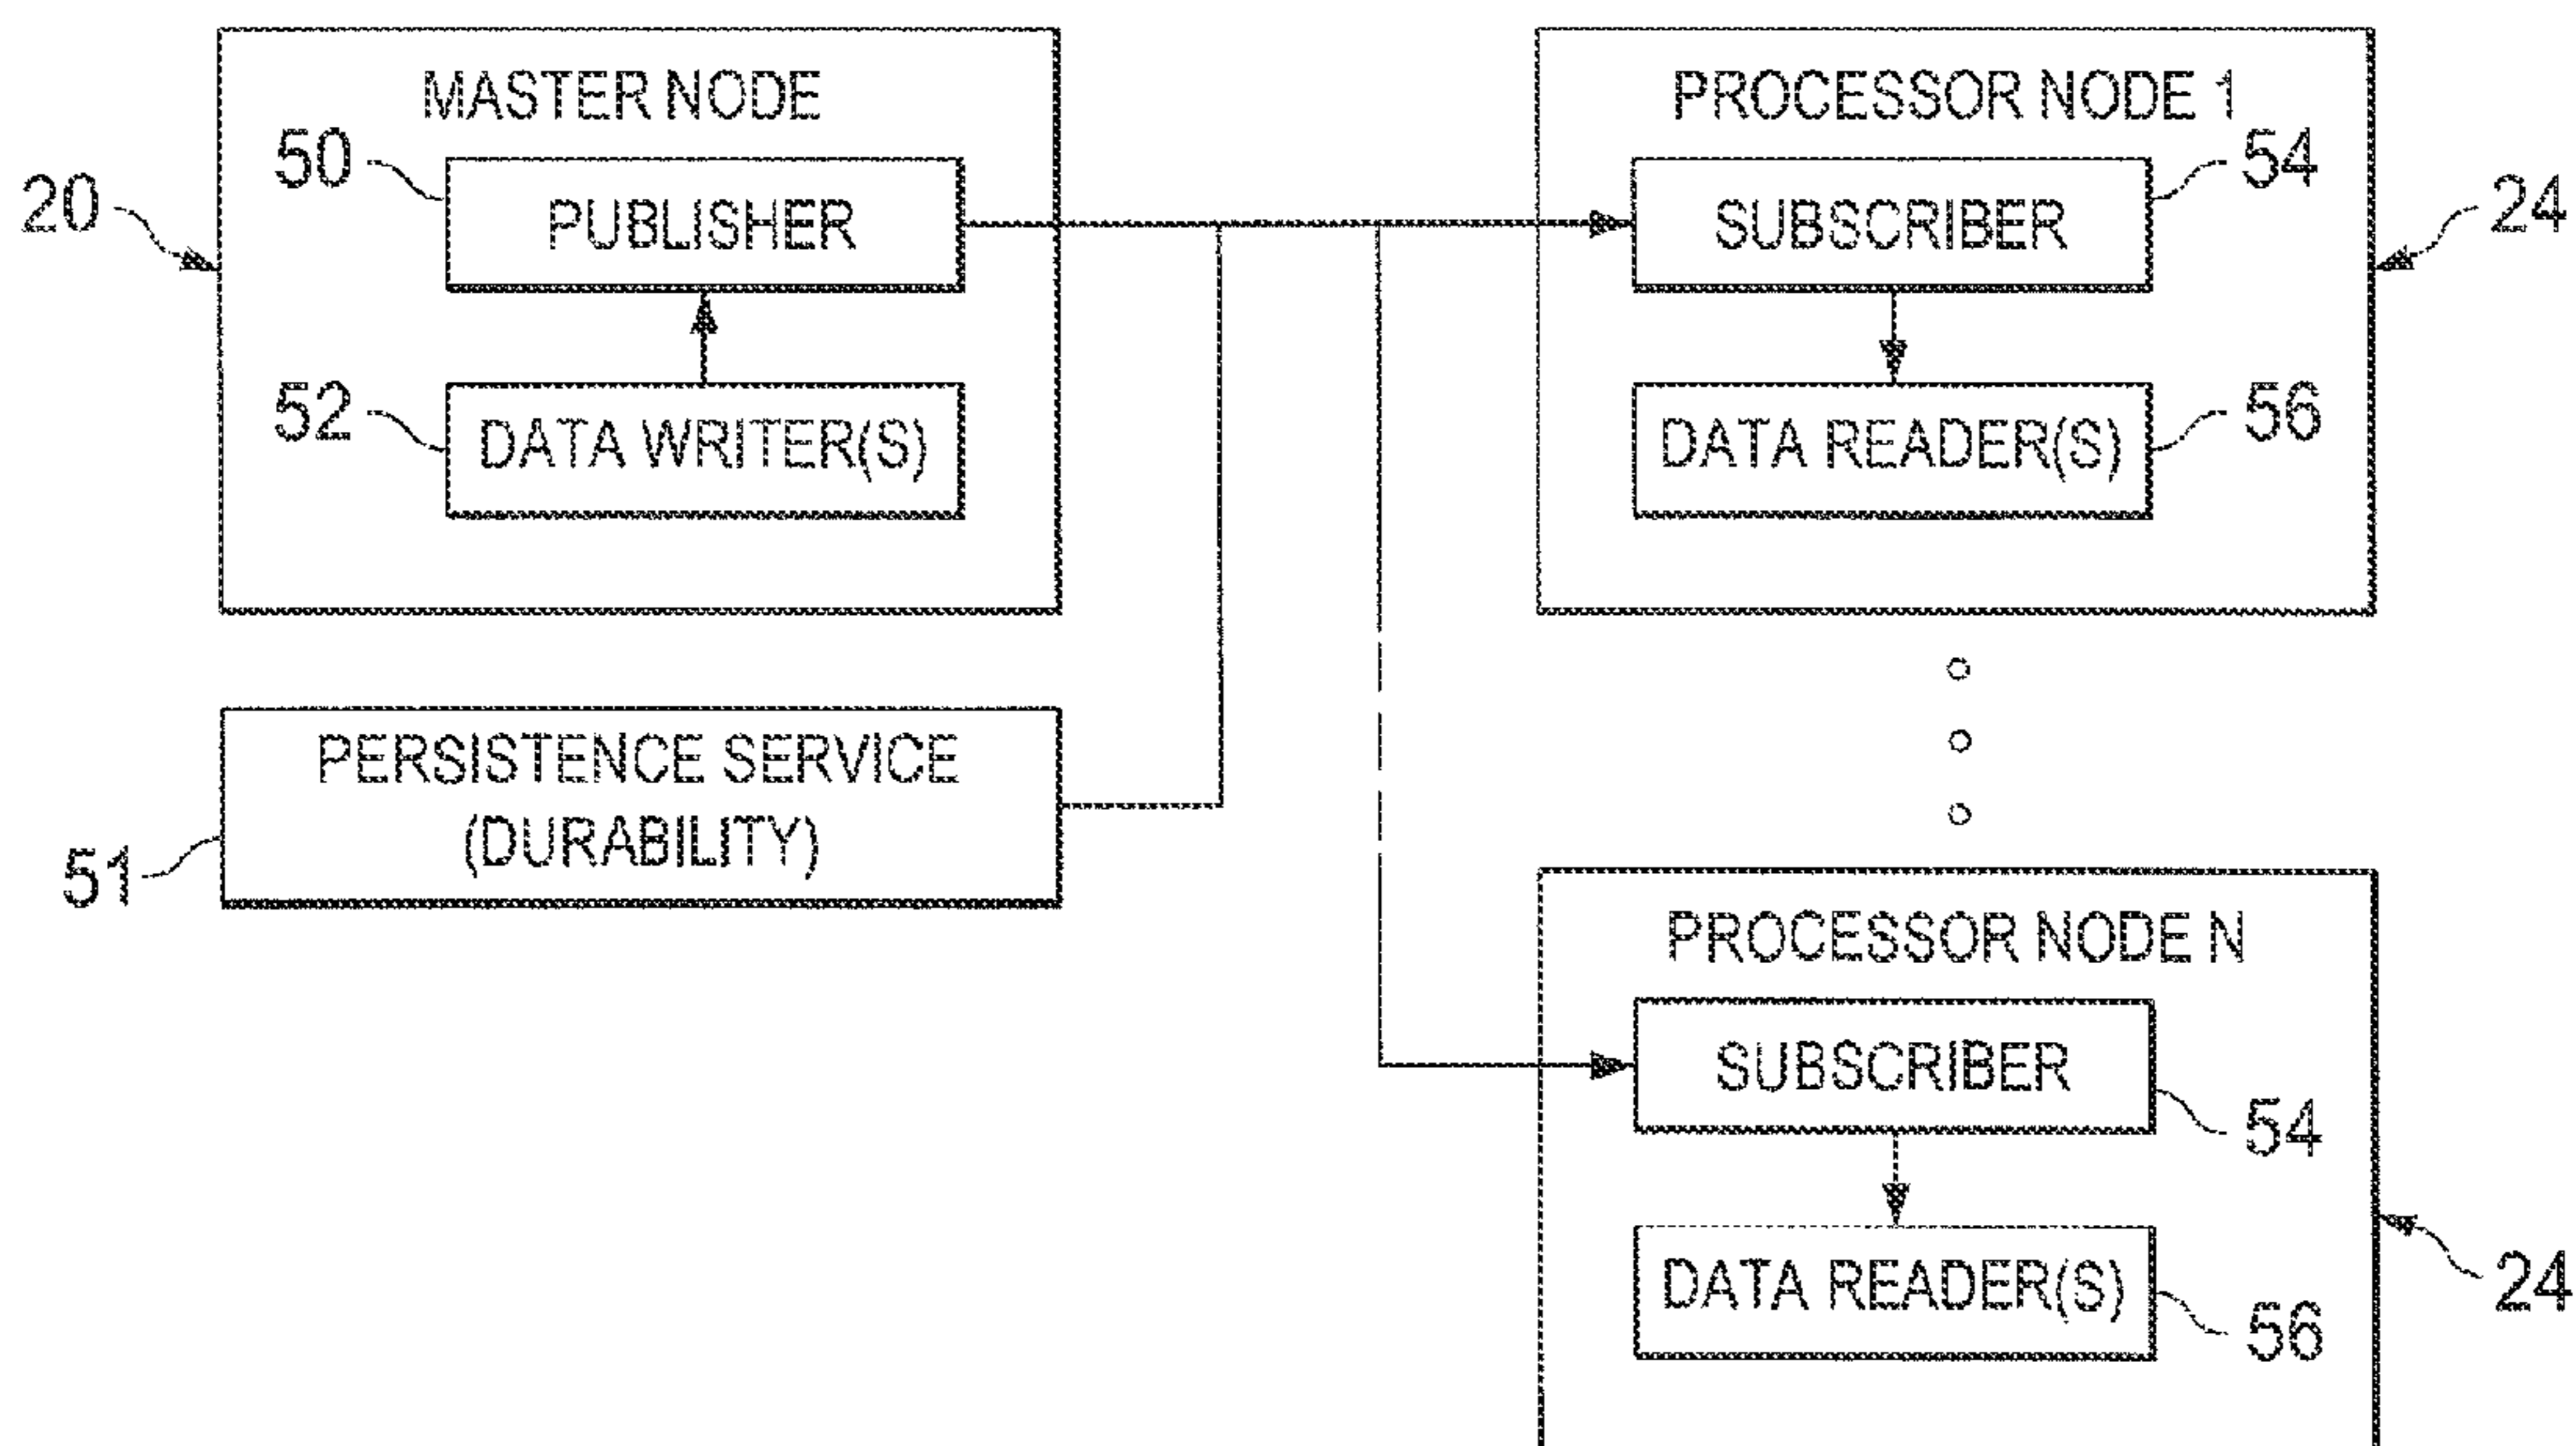 MASTER NODE
50
PUBLISHER
20
52
DATA WRITER(S)
PERSISTENCE SERVICE
(DURABILITY)
51
PROCESSOR NODE 1
54
SUBSCRIBER
24
56
DATA READER(S)
PROCESSOR NODE N
SUBSCRIBER
54
DATA READER(S)
56
24